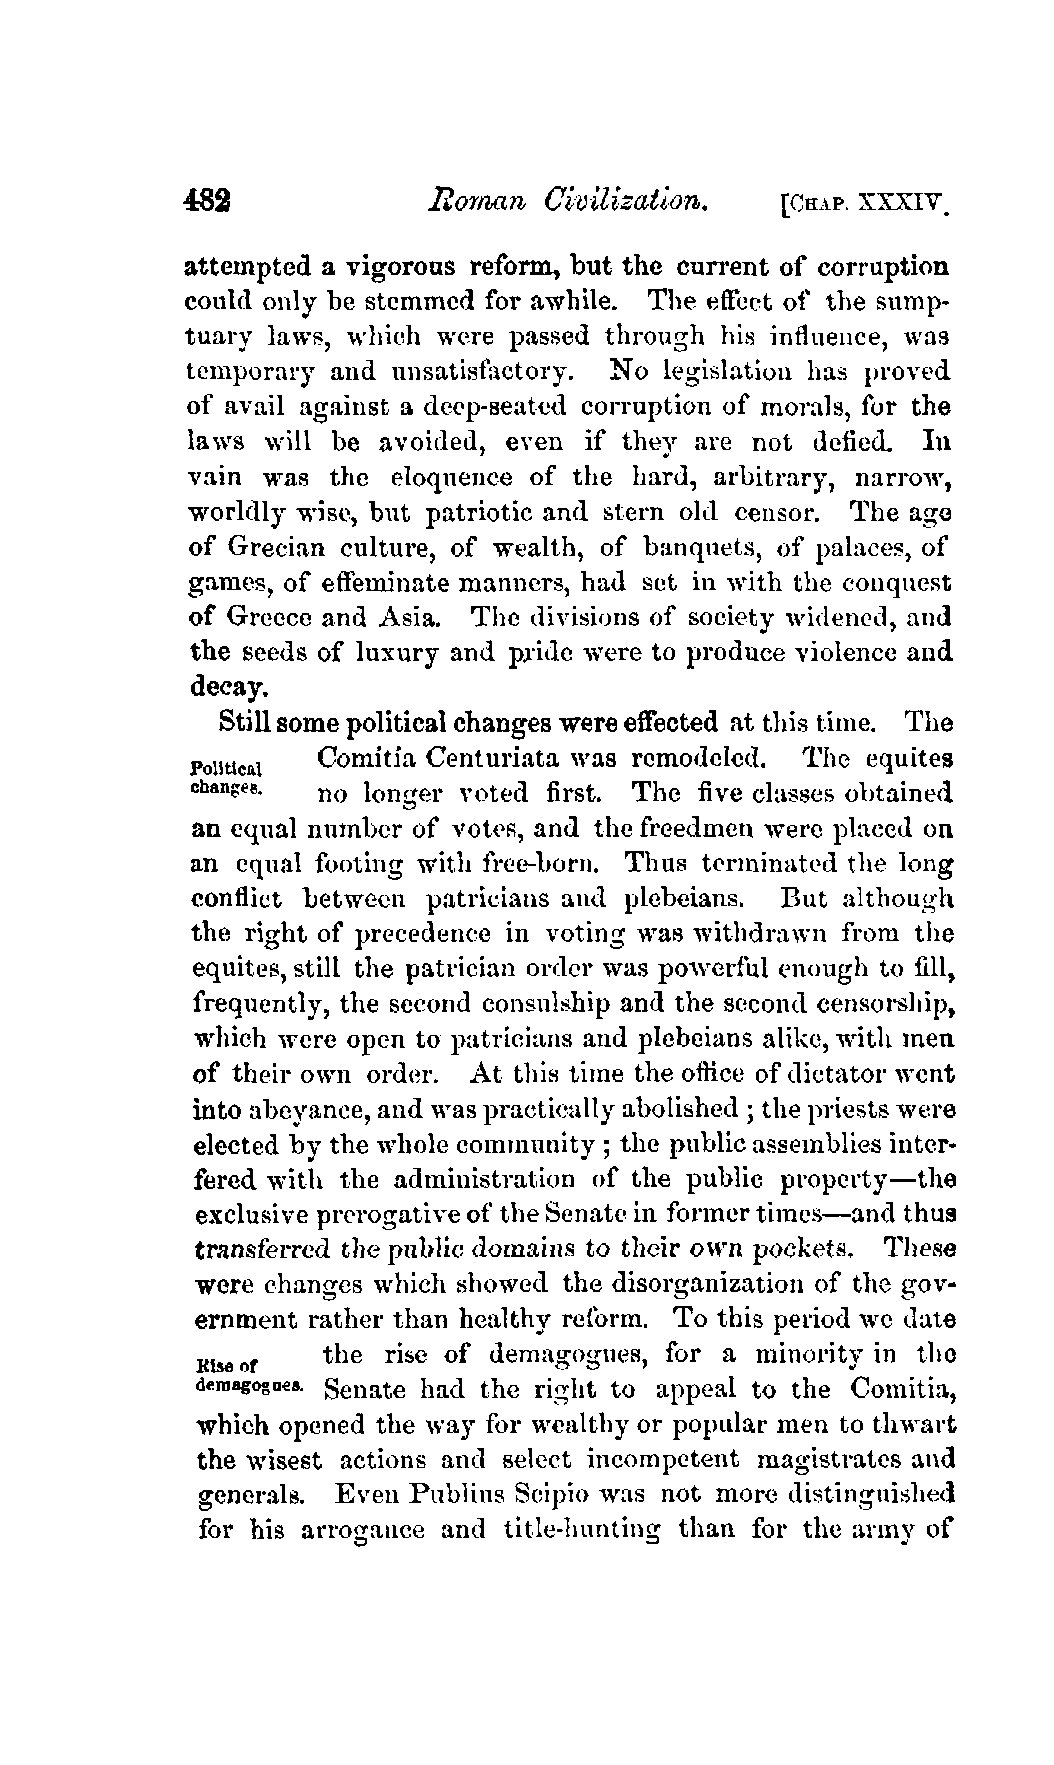 482 Roman Civilization. [CHAP. XXXIV.
attempted a vigorous reform, but the current of corruption
could only be stemmed for awhile. The effect of the sump-
tuary laws, which were passed through his influence, was
temporary and unsatisfactory. No legislation has proved
of avail against a deep-seated corruption of morals, for the
laws will be avoided, even if they are not defied. In
vain was the eloquence of the hard, arbitrary, narrow,
worldly wise, but patriotic and stern old censor. The age
of Grecian culture, of wealth, of banquets, of palaces, of
games, of effeminate manners, had set in with the conquest
of Greece and Asia. The divisions of society widened, and
the seeds of luxury and pride were to produce violence and
decay.
Still some political changes were effected at this time. The
Political
changes.
Comitia Centuriata was remodeled. The equites
no longer voted first. The five classes obtained
an equal number of votes, and the freedmen were placed on
an equal footing with free-born. Thus terminated the long
conflict between patricians and plebeians. But although
the right of precedence in voting was withdrawn from the
equites, still the patrician order was powerful enough to fill,
frequently, the second consulship and the second censorship,
which were open to patricians and plebeians alike, with men
of their own order. At this time the office of dictator went
into abeyance, and was practically abolished ; the priests were
elected by the whole community ; the public assemblies inter-
fered with the administration of the public property—the
exclusive prerogative of the Senate in former times—and thus
transferred the public domains to their own pockets. These
were changes which showed the disorganization of the gov-
ernment rather than healthy reform. To this period we date
Rise of
demagogues.
the rise of demagogues, for a minority in the
Senate had the right to appeal to the Comitia,
which opened the way for wealthy or popular men to thwart
the wisest actions and select incompetent magistrates and
generals. Even Publius Scipio was not more distinguished
for his arrogance and title-hunting than for the army of